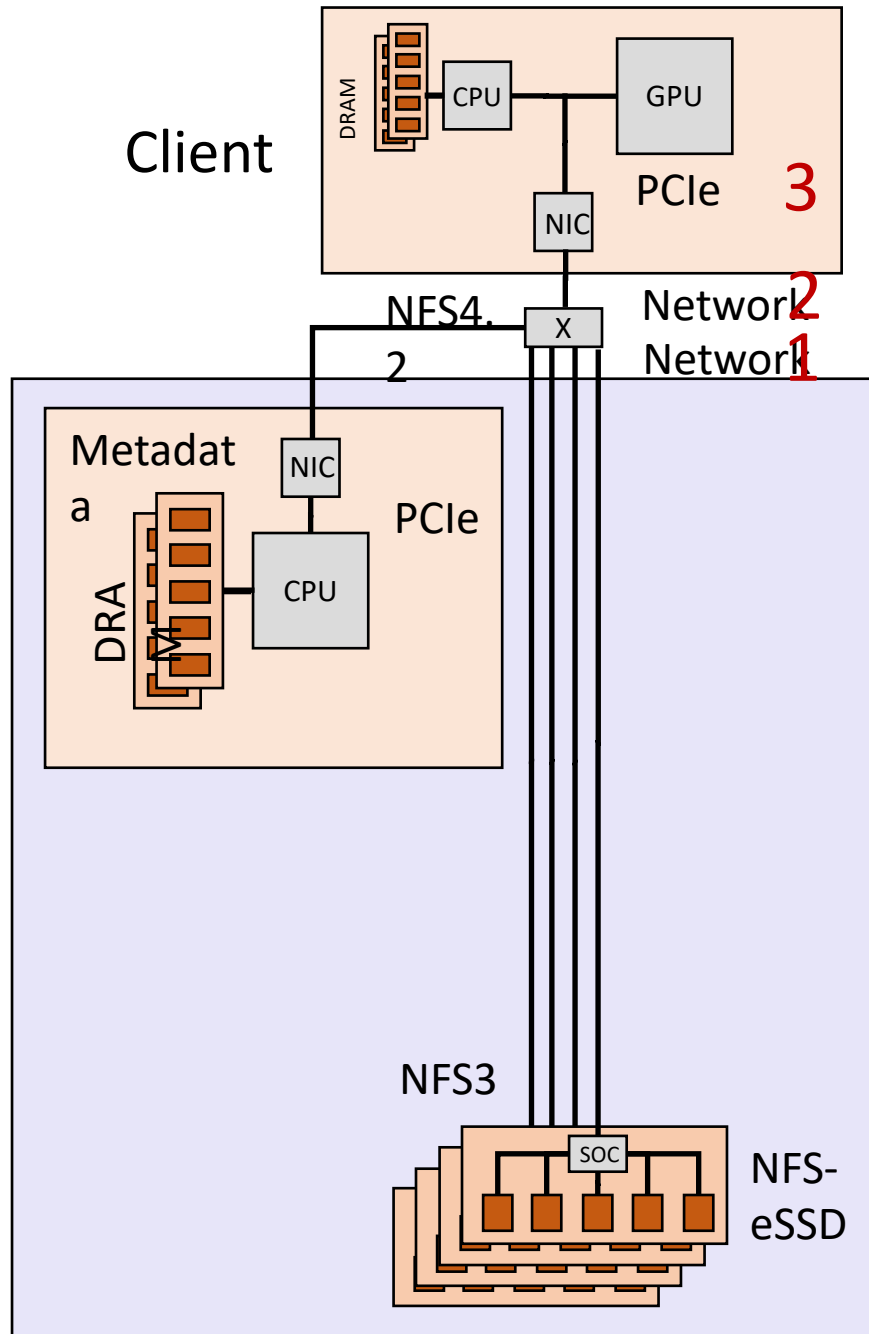 DRAM
CPU
GPU
Client
PCIe
3
NIC
2
NFS4.
2
X
Network
Network
1
Metadat
a
NIC
PCIe
DRA
M
CPU
NFS3
SOC
NFS-
eSSD